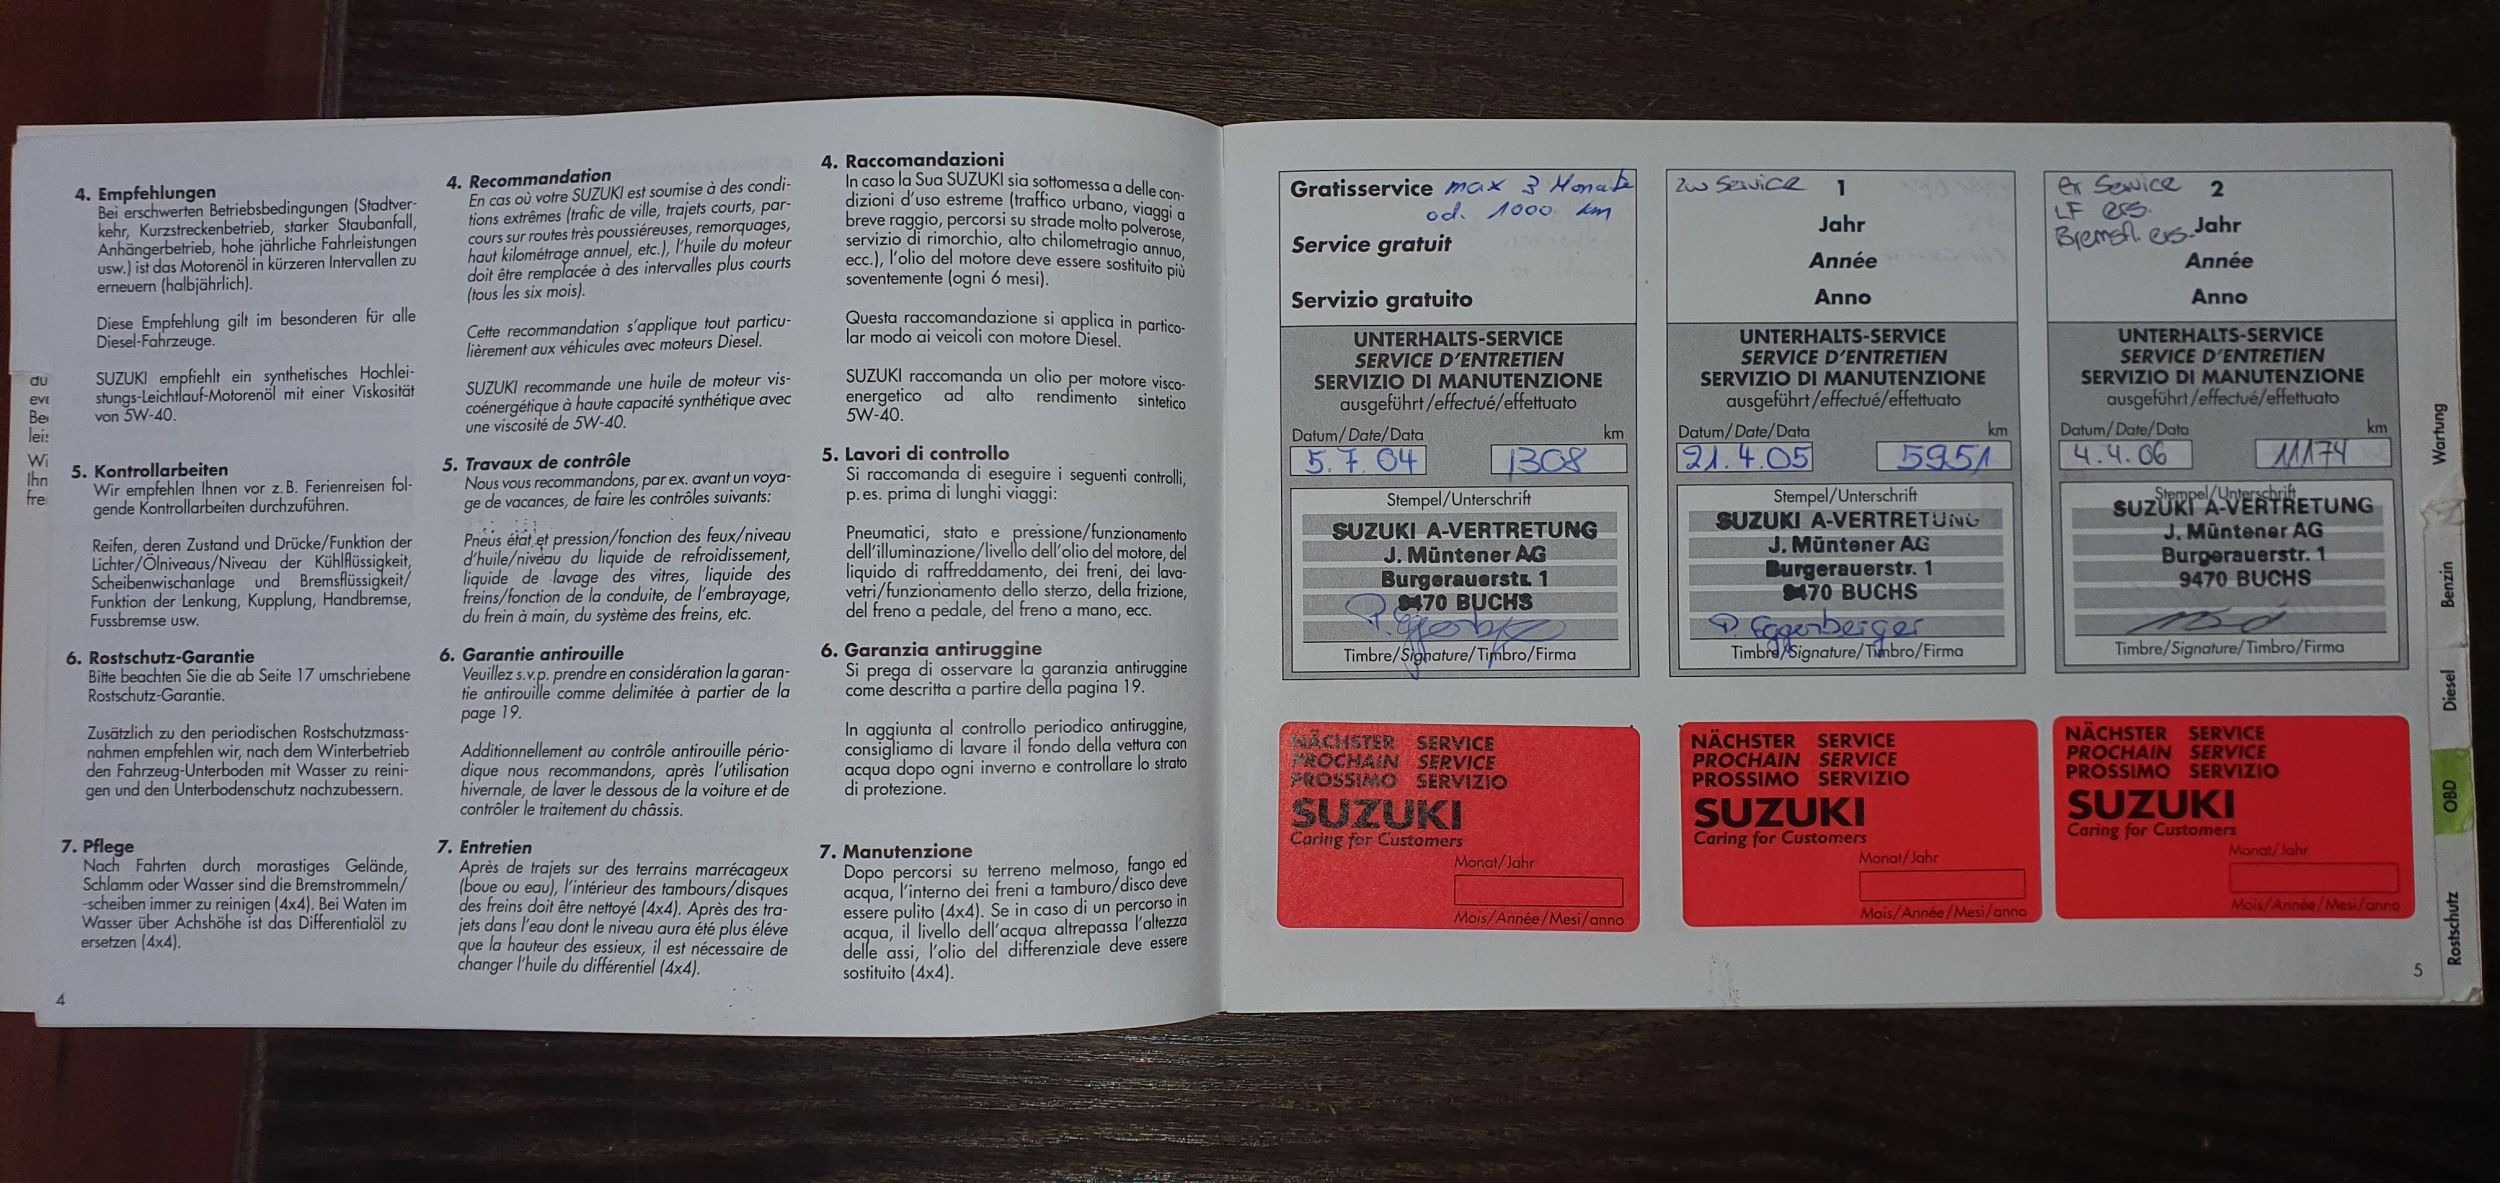 4. Empfehlungen
Bei erschwerten Betriebsbedingungen (Stadtver-
kehr, Kurzstreckenbetrieb, starker Staubanfall,
Anhängerbetrieb, hohe jährliche Fahrleistungen
usw.) ist das Motorenöl in kürzeren Intervallen zu
erneuern (halbjährlich).
Diese Empfehlung gilt im besonderen für alle
Diesel-Fahrzeuge.
SUZUKI empfiehlt ein synthetisches Hochlei-
stungs-Leichtlauf-Motorenöl mit einer Viskosität
von 5W-40.
5. Kontrollarbeiten
Wir empfehlen Ihnen vor z.B. Ferienreisen fol-
gende Kontrollarbeiten durchzuführen.
Reifen, deren Zustand und Drücke/Funktion der
Lichter/Ölniveaus/Niveau der Kühlflüssigkeit,
Scheibenwischanlage und Bremsflüssigkeit/
Funktion der Lenkung, Kupplung, Handbremse,
Fussbremse usw.
6. Rostschutz-Garantie
Bitte beachten Sie die ab Seite 17 umschriebene
Rostschutz-Garantie.
Zusätzlich zu den periodischen Rostschutzmass-
nahmen empfehlen wir, nach dem Winterbetrieb
den Fahrzeug-Unterboden mit Wasser zu reini-
gen und den Unterbodenschutz nachzubessern.
7. Pflege
Nach Fahrten durch morastiges Gelände,
Schlamm oder Wasser sind die Bremstrommeln/
-scheiben immer zu reinigen (4x4). Bei Waten im
Wasser über Achshöhe ist das Differentialöl zu
ersetzen (4x4).
4
4. Recommandation
En cas où votre SUZUKI est soumise à des condi-
tions extrêmes (trafic de ville, trajets courts, par-
cours sur routes très poussiéreuses, remorquages,
haut kilométrage annuel, etc.), l'huile du moteur
doit être remplacée à des intervalles plus courts
(tous les six mois).
Cette recommandation s'applique tout particu-
lièrement aux véhicules avec moteurs Diesel.
SUZUKI recommande une huile de moteur vis-
coénergétique à haute capacité synthétique avec
une viscosité de 5W-40.
5. Travaux de contrôle
Nous vous recommandons, par ex. avant un voya-
ge de vacances, de faire les contrôles suivants:
Pneus état et pression/fonction des feux/niveau
d'huile/niveau du liquide de refroidissement,
liquide de lavage des vitres, liquide des
freins/fonction de la conduite, de l'embrayage,
du frein à main, du système des freins, etc.
6. Garantie antirouille
Veuillez s.v.p. prendre en considération la garan-
tie antirouille comme delimitée à partier de la
page 19.
Additionnellement au contrôle antirouille pério-
dique nous recommandons, après l'utilisation
hivernale, de laver le dessous de la voiture et de
contrôler le traitement du châssis.
7. Entretien
Après de trajets sur des terrains marrécageux
(boue ou eau), l'intérieur des tambours/disques
des freins doit être nettoyé (4x4). Après des tra-
jets dans l'eau dont le niveau aura été plus éléve
que la hauteur des essieux, il est nécessaire de
changer l'huile du différentiel (4x4).
4. Raccomandazioni
In caso la Sua SUZUKI sia sottomessa a delle con-
dizioni d'uso estreme (traffico urbano, viaggi a
breve raggio, percorsi su strade molto polverose,
servizio di rimorchio, alto chilometragio annuo,
ecc.), l'olio del motore deve essere sostituito più
soventemente (ogni 6 mesi).
Questa raccomandazione si applica in partico-
lar modo ai veicoli con motore Diesel.
SUZUKI raccomanda un olio per motore visco-
energetico ad alto rendimento sintetico
5W-40.
5. Lavori di controllo
Si raccomanda di eseguire i seguenti controlli,
p.es. prima di lunghi viaggi:
Pneumatici, stato e pressione/funzionamento
dell'illuminazione/livello dell'olio del motore, del
liquido di raffreddamento, dei freni, dei lava-
vetri/funzionamento dello sterzo, della frizione,
del freno a pedale, del freno a mano, ecc.
6. Garanzia antiruggine
Si prega di osservare la garanzia antiruggine
come descritta a partire della pagina 19.
In aggiunta al controllo periodico antiruggine,
consigliamo di lavare il fondo della vettura con
acqua dopo ogni inverno e controllare lo strato
di protezione.
7. Manutenzione
Dopo percorsi su terreno melmoso, fango ed
acqua, l'interno dei freni a tamburo/disco deve
essere pulito (4x4). Se in caso di un percorso in
acqua, il livello dell'acqua altrepassa l'altezza
delle assi, l'olio del differenziale deve essere
sostituito (4x4).
Gratisservice max 3 Monate
od. 1000 km
Service gratuit
Servizio gratuito
UNTERHALTS-SERVICE
SERVICE D'ENTRETIEN
SERVIZIO DI MANUTENZIONE
ausgeführt/effectué/effettuato
Datum/Date/Data km
5.7.04 1308
Stempel/Unterschrift
SUZUKI A-VERTRETUNG
J. Müntener AG
Burgerauerstr. 1
9470 BUCHS
Timbre/Signature/Timbro/Firma
NÄCHSTER SERVICE
PROCHAIN SERVICE
PROSSIMO SERVIZIO
SUZUKI
Caring for Customers
Monat/Jahr
Mois/Année/Mesi/anno
zw Service 1
Jahr
Année
Anno
UNTERHALTS-SERVICE
SERVICE D'ENTRETIEN
SERVIZIO DI MANUTENZIONE
ausgeführt/effectué/effettuato
Datum/Date/Data km
21.4.05 5951
Stempel/Unterschrift
SUZUKI A-VERTRETUNG
J. Müntener AG
Burgerauerstr. 1
9470 BUCHS
P. Eggenberger
Timbre/Signature/Timbro/Firma
NÄCHSTER SERVICE
PROCHAIN SERVICE
PROSSIMO SERVIZIO
SUZUKI
Caring for Customers
Monat/Jahr
Mois/Année/Mesi/anno
er Service 2
LF ers.
Bremsfl. ers. Jahr
Année
Anno
UNTERHALTS-SERVICE
SERVICE D'ENTRETIEN
SERVIZIO DI MANUTENZIONE
ausgeführt/effectué/effettuato
Datum/Date/Data km
4.4.06 11174
Stempel/Unterschrift
SUZUKI A-VERTRETUNG
J. Müntener AG
Burgerauerstr. 1
9470 BUCHS
Timbre/Signature/Timbro/Firma
NÄCHSTER SERVICE
PROCHAIN SERVICE
PROSSIMO SERVIZIO
SUZUKI
Caring for Customers
Monat/Jahr
Mois/Année/Mesi/anno
5
Wartung
Benzin
Diesel
OBD
Rostschutz